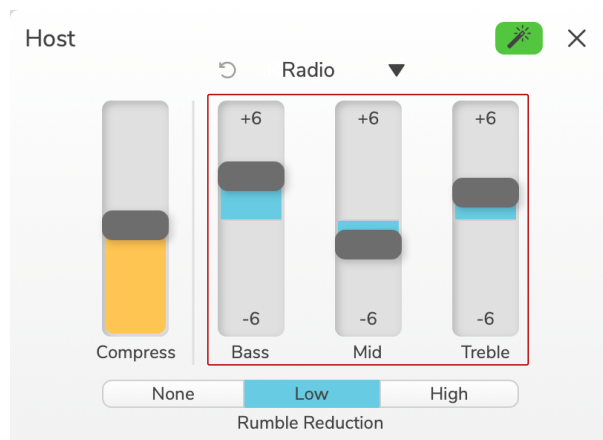 Host
Radio
+6 +6 +6
-6 -6 -6
Compress Bass Mid Treble
None Low High
Rumble Reduction